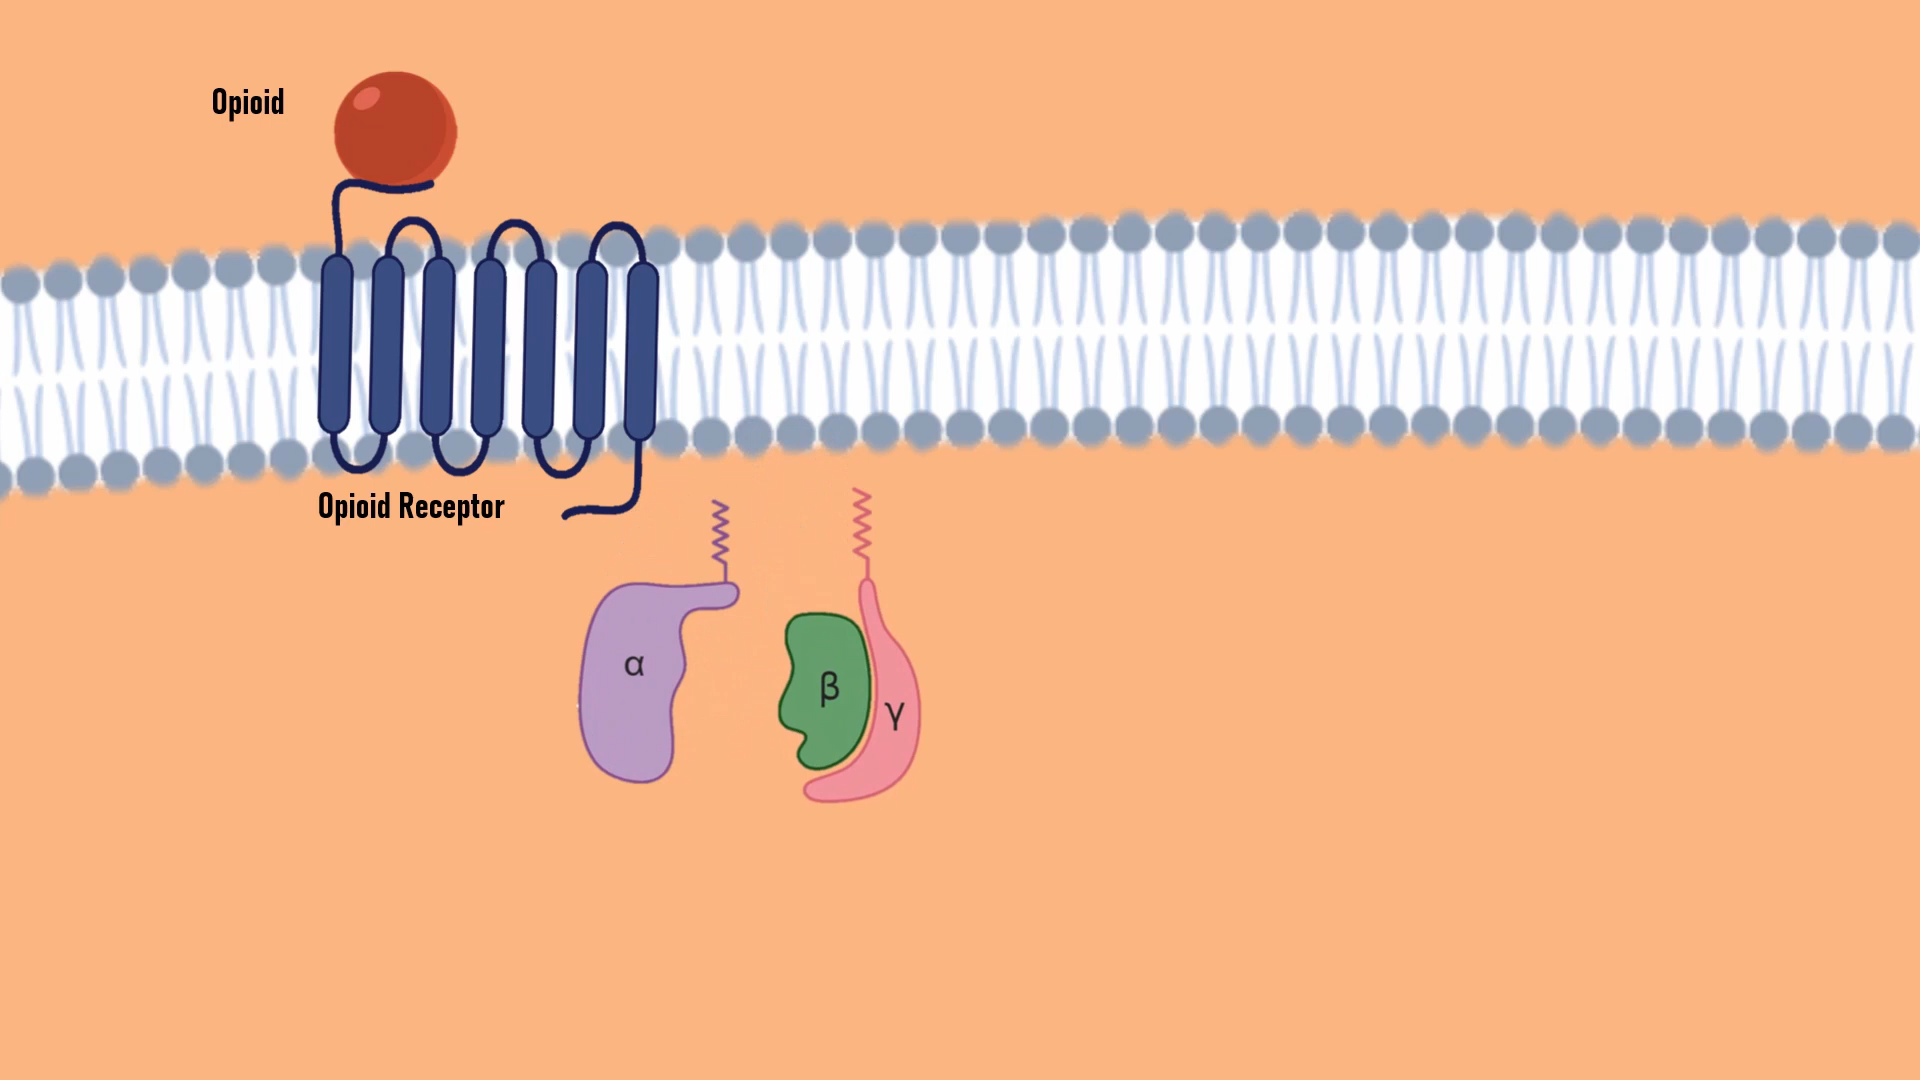 Opioid
Opioid Receptor
α
β
γ